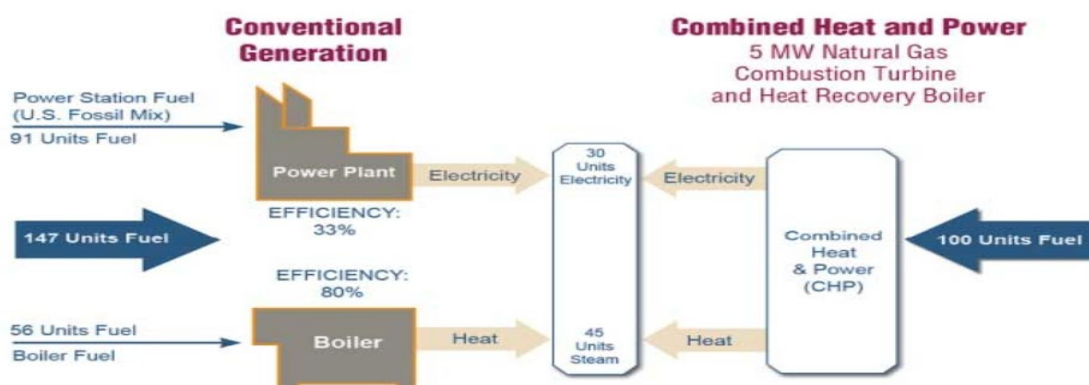 Conventional
Generation
Combined Heat and Power
5 MW Natural Gas
Combustion Turbine
and Heat Recovery Boiler
Power Station Fuel
(U.S. Fossil Mix)
91 Units Fuel
Power Plant
Electricity
30
Units
Electricity
Electricity
EFFICIENCY:
33%
147 Units Fuel
Combined
Heat
& Power
(CHP)
100 Units Fuel
EFFICIENCY:
80%
56 Units Fuel
Boiler Fuel
Boiler
Heat
45
Units
Steam
Heat